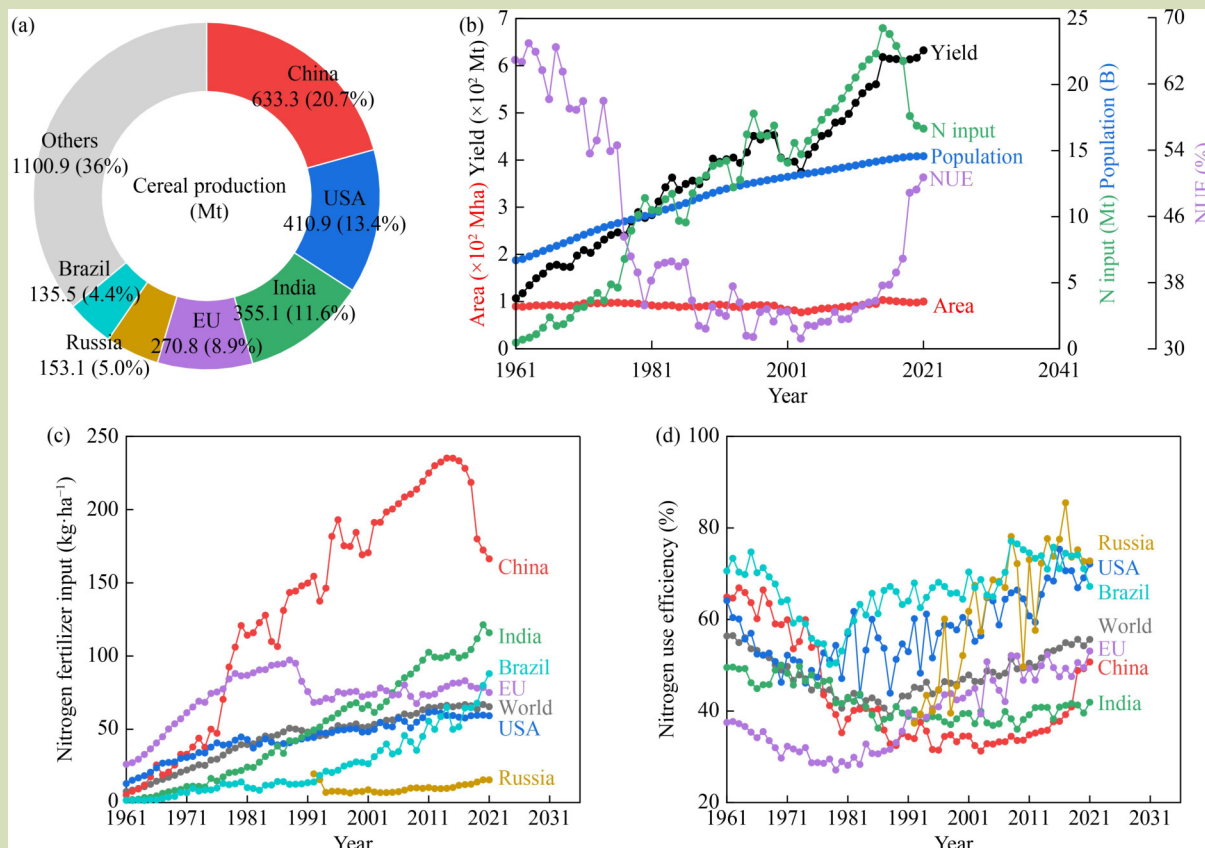 (a)
China
633.3 (20.7%)
USA
410.9 (13.4%)
India
355.1 (11.6%)
EU
270.8 (8.9%)
Russia
153.1 (5.0%)
Brazil
135.5 (4.4%)
Others
1100.9 (36%)
Cereal production
(Mt)
(b)
Area (×10² Mha) Yield (×10² Mt)
7
6
5
4
3
2
1
0
1961
1981
2001
2021
2041
Year
Yield
N input
Population
NUE
Area
25
20
15
10
5
0
N input (Mt) Population (B)
70
62
54
46
38
30
NUE (%)
(c)
Nitrogen fertilizer input (kg·ha⁻¹)
250
200
150
100
50
0
1961
1971
1981
1991
2001
2011
2021
2031
Year
China
India
Brazil
EU
World
USA
Russia
(d)
Nitrogen use efficiency (%)
100
80
60
40
20
1961
1971
1981
1991
2001
2011
2021
2031
Year
Russia
USA
Brazil
World
EU
China
India